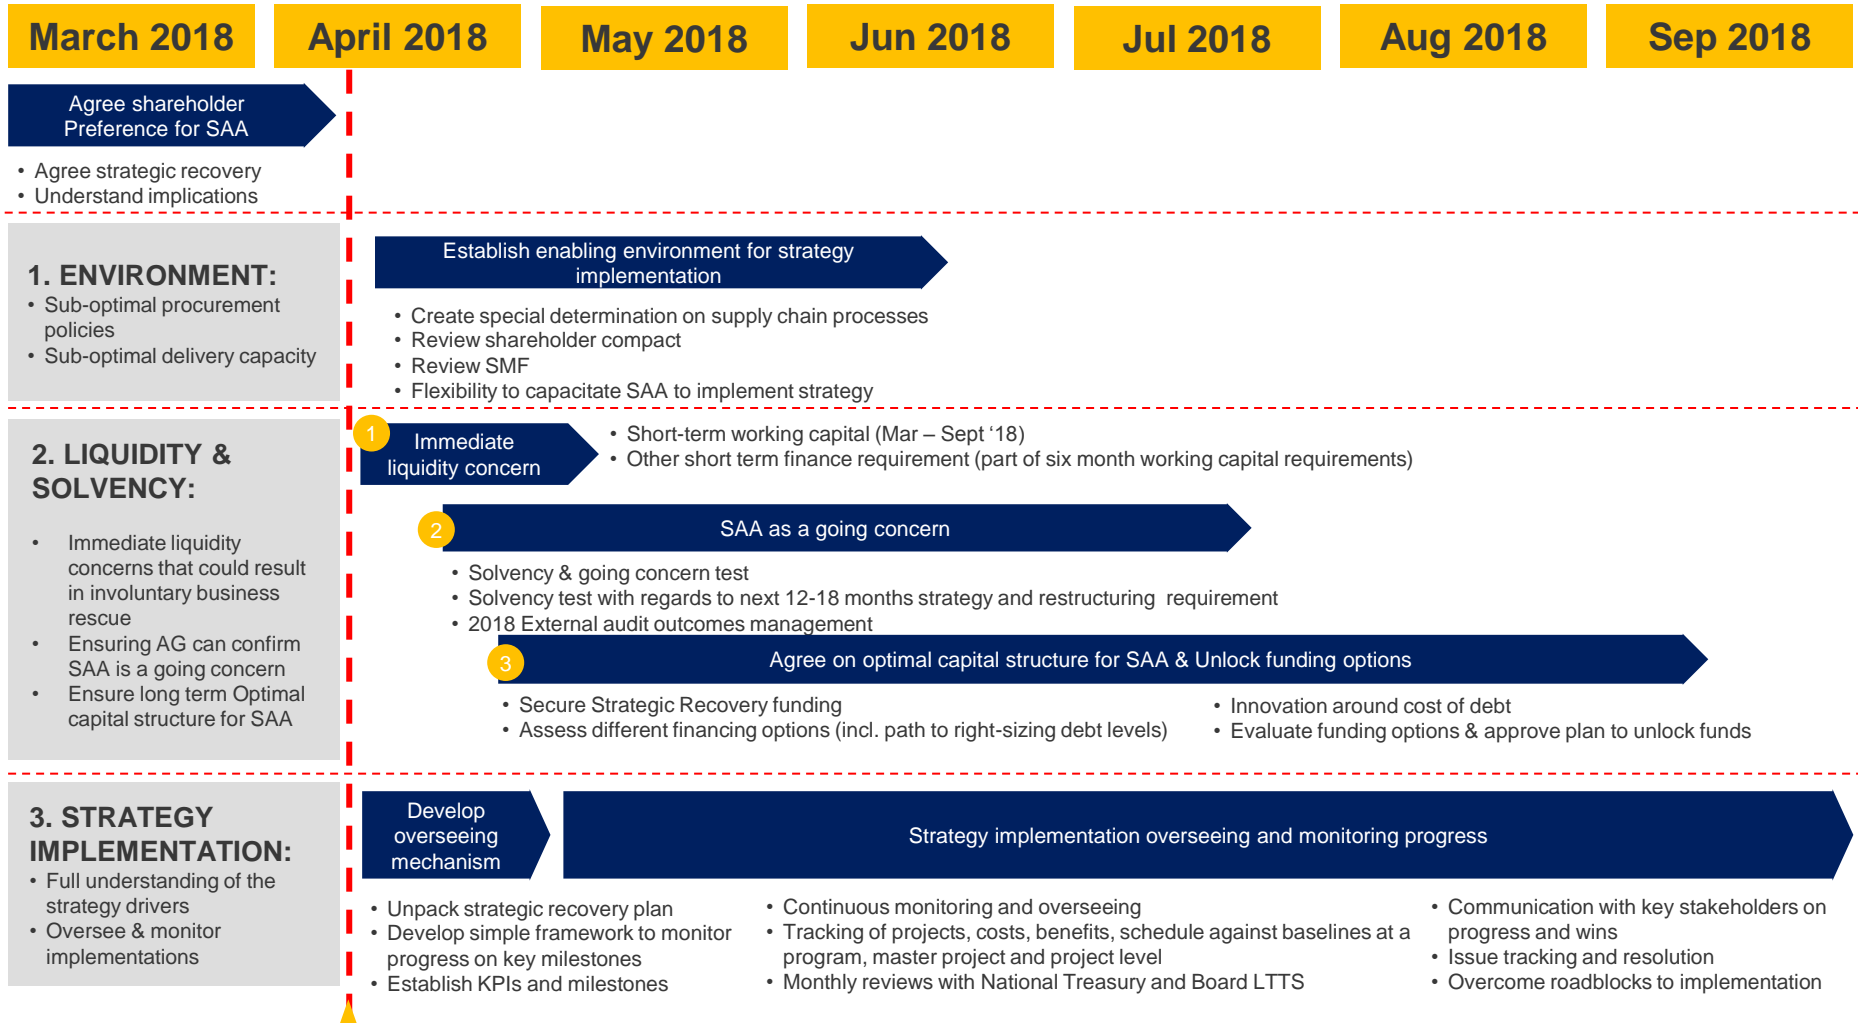 March 2018
April 2018
May 2018
Jun 2018
Jul 2018
Aug 2018
Sep 2018
Agree shareholder
Preference for SAA
• Agree strategic recovery
• Understand implications
1. ENVIRONMENT:
• Sub-optimal procurement
policies
• Sub-optimal delivery capacity
Establish enabling environment for strategy
implementation
• Create special determination on supply chain processes
• Review shareholder compact
• Review SMF
• Flexibility to capacitate SAA to implement strategy
2. LIQUIDITY &
SOLVENCY:
• Immediate liquidity
concerns that could result
in involuntary business
rescue
• Ensuring AG can confirm
SAA is a going concern
• Ensure long term Optimal
capital structure for SAA
1
Immediate
liquidity concern
• Short-term working capital (Mar – Sept ‘18)
• Other short term finance requirement (part of six month working capital requirements)
2
SAA as a going concern
• Solvency & going concern test
• Solvency test with regards to next 12-18 months strategy and restructuring requirement
• 2018 External audit outcomes management
3
Agree on optimal capital structure for SAA & Unlock funding options
• Secure Strategic Recovery funding
• Assess different financing options (incl. path to right-sizing debt levels)
• Innovation around cost of debt
• Evaluate funding options & approve plan to unlock funds
3. STRATEGY
IMPLEMENTATION:
• Full understanding of the
strategy drivers
• Oversee & monitor
implementations
Develop
overseeing
mechanism
Strategy implementation overseeing and monitoring progress
• Unpack strategic recovery plan
• Develop simple framework to monitor
progress on key milestones
• Establish KPIs and milestones
• Continuous monitoring and overseeing
• Tracking of projects, costs, benefits, schedule against baselines at a
program, master project and project level
• Monthly reviews with National Treasury and Board LTTS
• Communication with key stakeholders on
progress and wins
• Issue tracking and resolution
• Overcome roadblocks to implementation